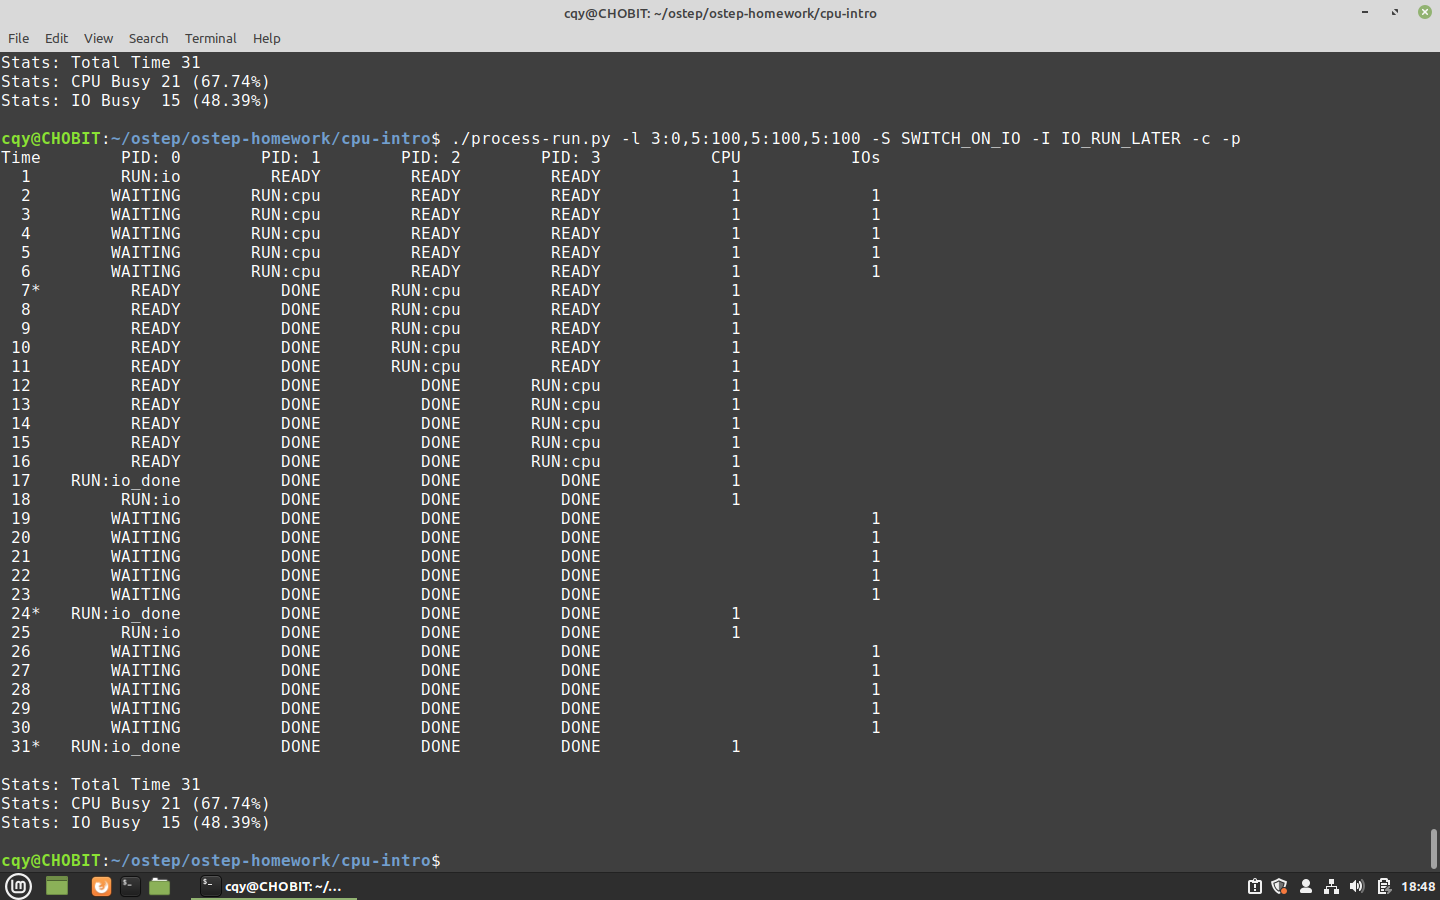 cqy@CHOBIT: ~/ostep/ostep-homework/cpu-intro
File Edit View Search Terminal Help
Stats: Total Time 31
Stats: CPU Busy 21 (67.74%)
Stats: IO Busy  15 (48.39%)
cqy@CHOBIT:~/ostep/ostep-homework/cpu-intro$ ./process-run.py -l 3:0,5:100,5:100,5:100 -S SWITCH_ON_IO -I IO_RUN_LATER -c -p
Time        PID: 0        PID: 1        PID: 2        PID: 3           CPU           IOs
  1         RUN:io         READY         READY         READY             1
  2        WAITING       RUN:cpu         READY         READY             1             1
  3        WAITING       RUN:cpu         READY         READY             1             1
  4        WAITING       RUN:cpu         READY         READY             1             1
  5        WAITING       RUN:cpu         READY         READY             1             1
  6        WAITING       RUN:cpu         READY         READY             1             1
  7*         READY          DONE       RUN:cpu         READY             1
  8          READY          DONE       RUN:cpu         READY             1
  9          READY          DONE       RUN:cpu         READY             1
 10          READY          DONE       RUN:cpu         READY             1
 11          READY          DONE       RUN:cpu         READY             1
 12          READY          DONE          DONE       RUN:cpu             1
 13          READY          DONE          DONE       RUN:cpu             1
 14          READY          DONE          DONE       RUN:cpu             1
 15          READY          DONE          DONE       RUN:cpu             1
 16          READY          DONE          DONE       RUN:cpu             1
 17    RUN:io_done          DONE          DONE          DONE             1
 18         RUN:io          DONE          DONE          DONE             1
 19        WAITING          DONE          DONE          DONE                           1
 20        WAITING          DONE          DONE          DONE                           1
 21        WAITING          DONE          DONE          DONE                           1
 22        WAITING          DONE          DONE          DONE                           1
 23        WAITING          DONE          DONE          DONE                           1
 24*   RUN:io_done          DONE          DONE          DONE             1
 25         RUN:io          DONE          DONE          DONE             1
 26        WAITING          DONE          DONE          DONE                           1
 27        WAITING          DONE          DONE          DONE                           1
 28        WAITING          DONE          DONE          DONE                           1
 29        WAITING          DONE          DONE          DONE                           1
 30        WAITING          DONE          DONE          DONE                           1
 31*   RUN:io_done          DONE          DONE          DONE             1
Stats: Total Time 31
Stats: CPU Busy 21 (67.74%)
Stats: IO Busy  15 (48.39%)
cqy@CHOBIT:~/ostep/ostep-homework/cpu-intro$
cqy@CHOBIT: ~/... 18:48